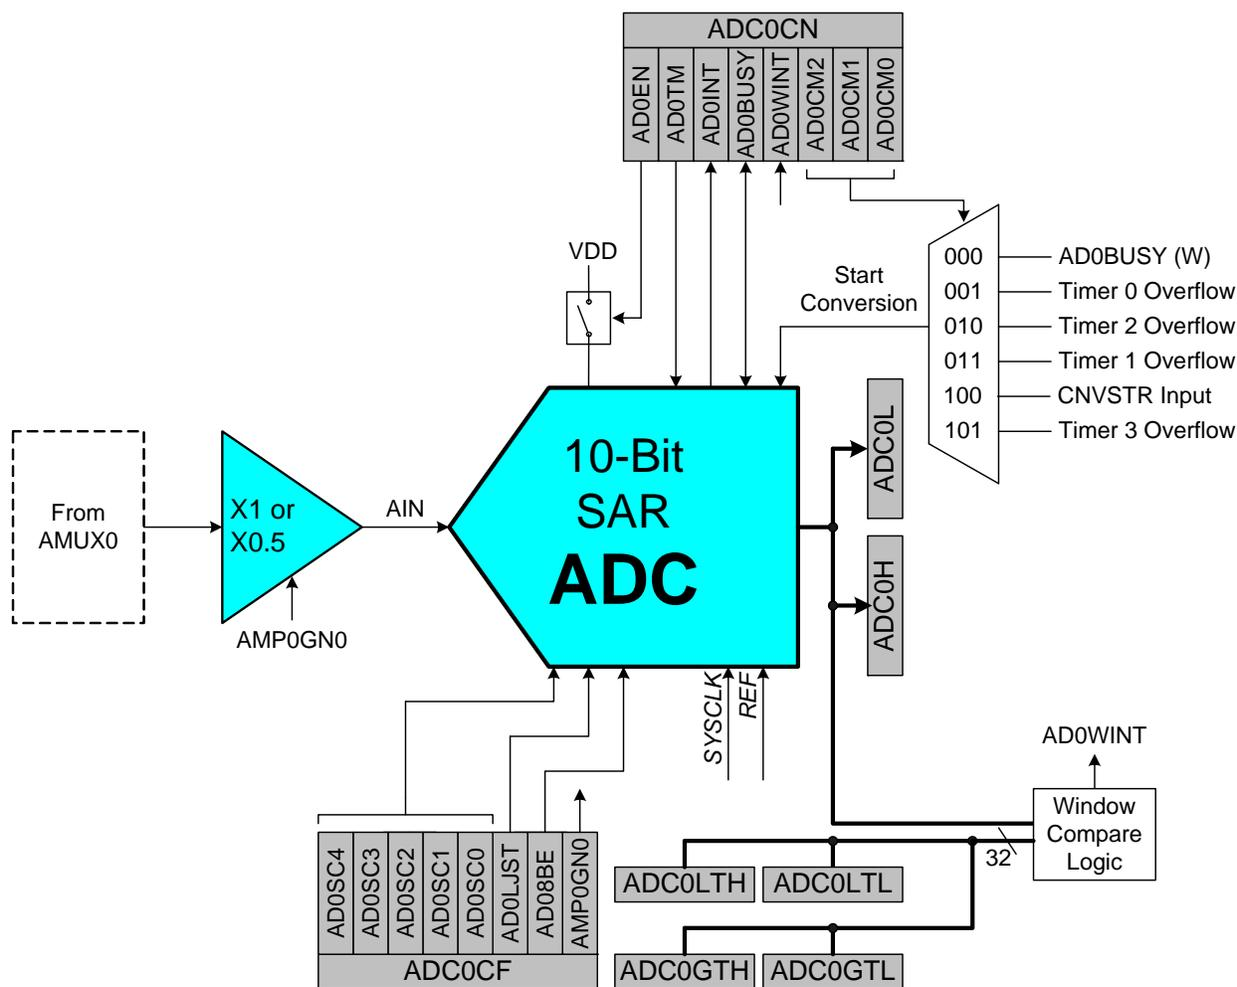 ADC0CN
AD0EN
AD0TM
AD0INT
AD0BUSY
AD0WINT
AD0CM2
AD0CM1
AD0CM0
VDD
Start
Conversion
000
AD0BUSY (W)
001
Timer 0 Overflow
010
Timer 2 Overflow
011
Timer 1 Overflow
100
CNVSTR Input
101
Timer 3 Overflow
From
AMUX0
X1 or
X0.5
AMP0GN0
AIN
10-Bit
SAR
ADC
ADC0L
ADC0H
SYSCLK
REF
AD0WINT
Window
Compare
Logic
32
ADC0LTH
ADC0LTL
ADC0GTH
ADC0GTL
AD0SC4
AD0SC3
AD0SC2
AD0SC1
AD0SC0
AD0LJST
AD08BE
AMP0GN0
ADC0CF